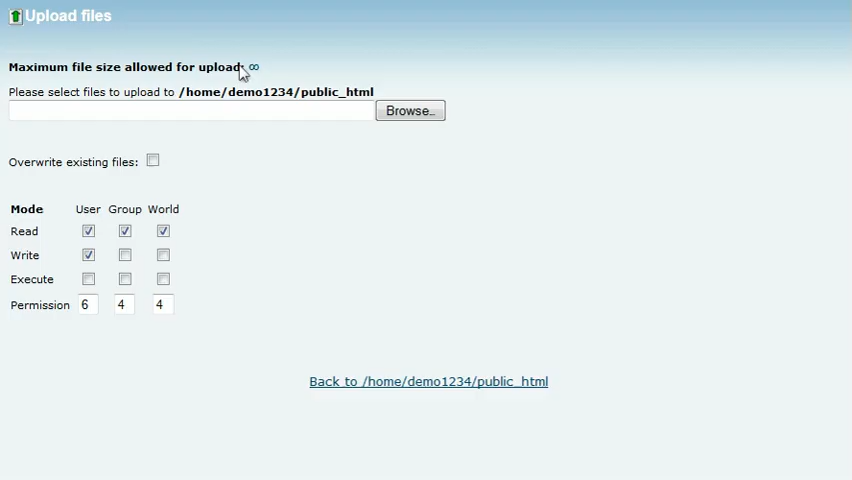 Upload files
Maximum file size allowed for upload: ∞
Please select files to upload to /home/demo1234/public_html
Browse..
Overwrite existing files:
Mode User Group World
Read
Write
Execute
Permission 6 4 4
Back to /home/demo1234/public_html